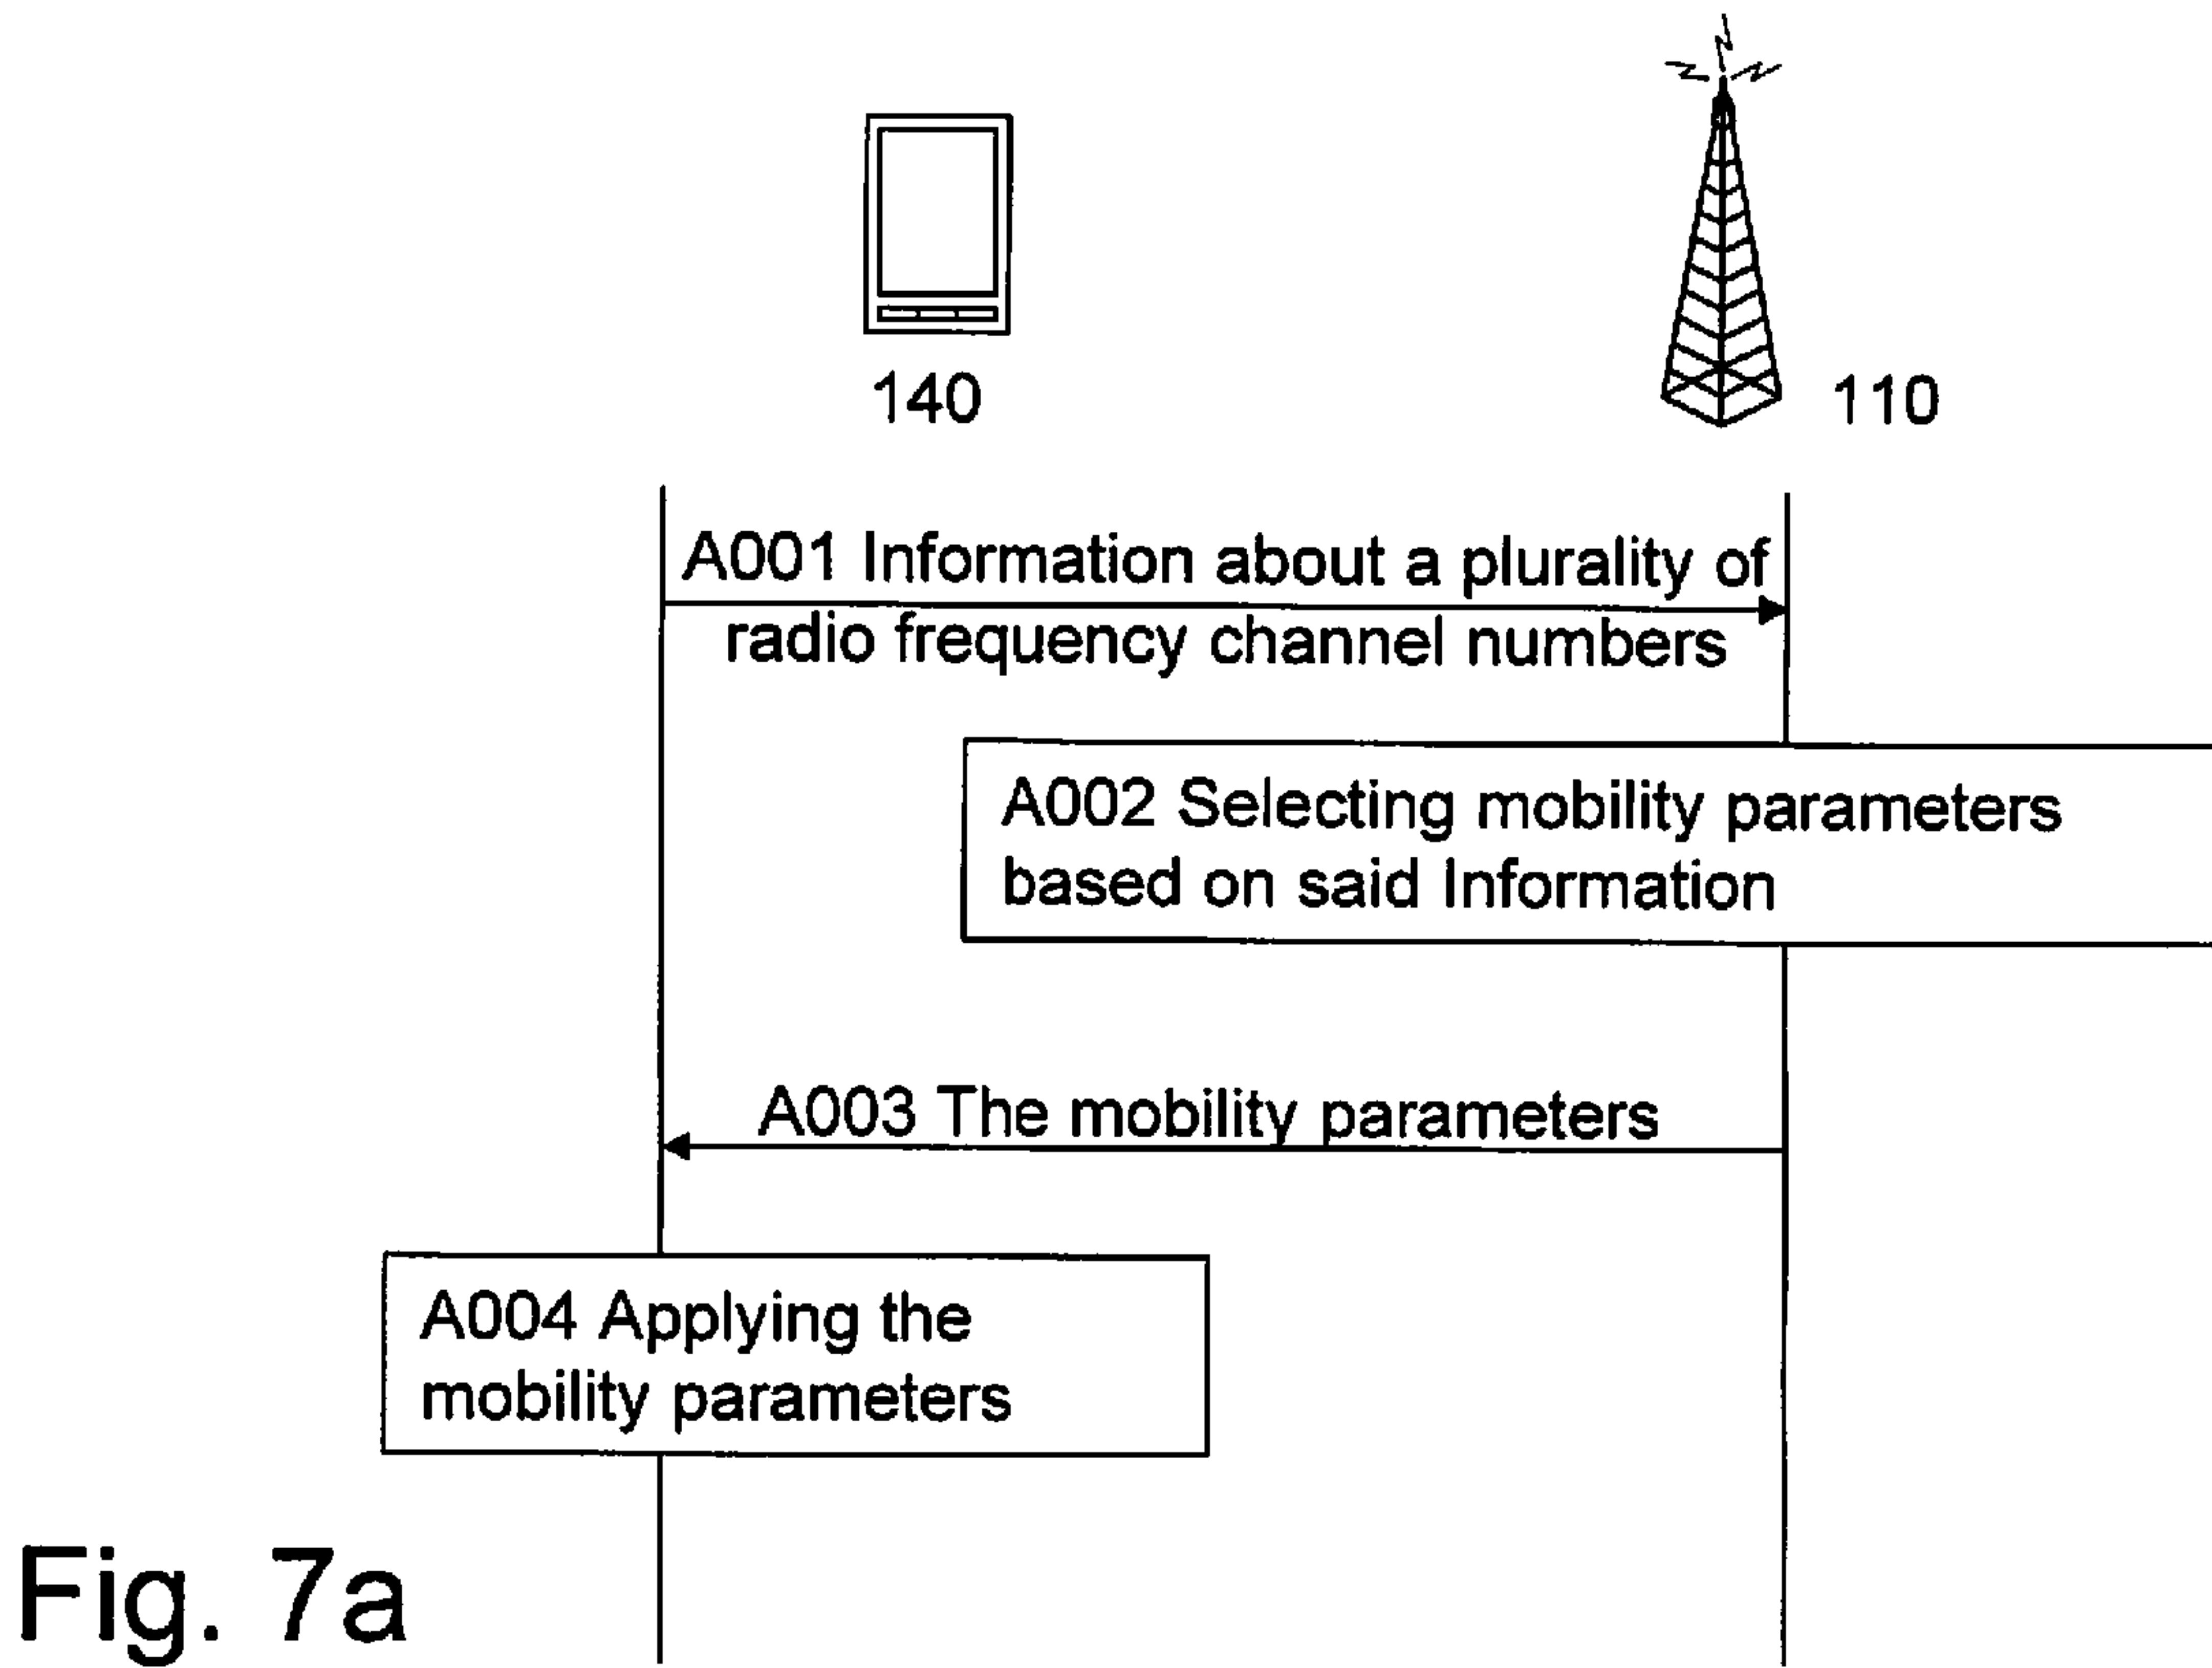 140
110
A001 Information about a plurality of
radio frequency channel numbers
A002 Selecting mobility parameters
based on said Information
A003 The mobility parameters
A004 Applying the
mobility parameters
Fig. 7a